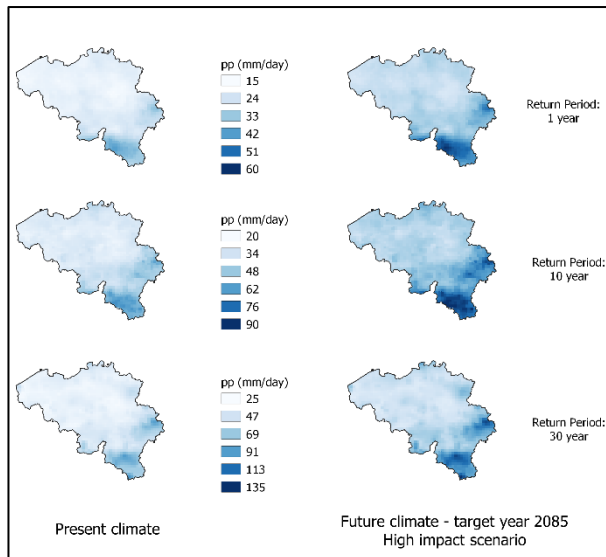 pp (mm/day)
15
24
33
42
51
60
Return Period:
1 year
pp (mm/day)
20
34
48
62
76
90
Return Period:
10 year
pp (mm/day)
25
47
69
91
113
135
Return Period:
30 year
Present climate
Future climate - target year 2085
High impact scenario